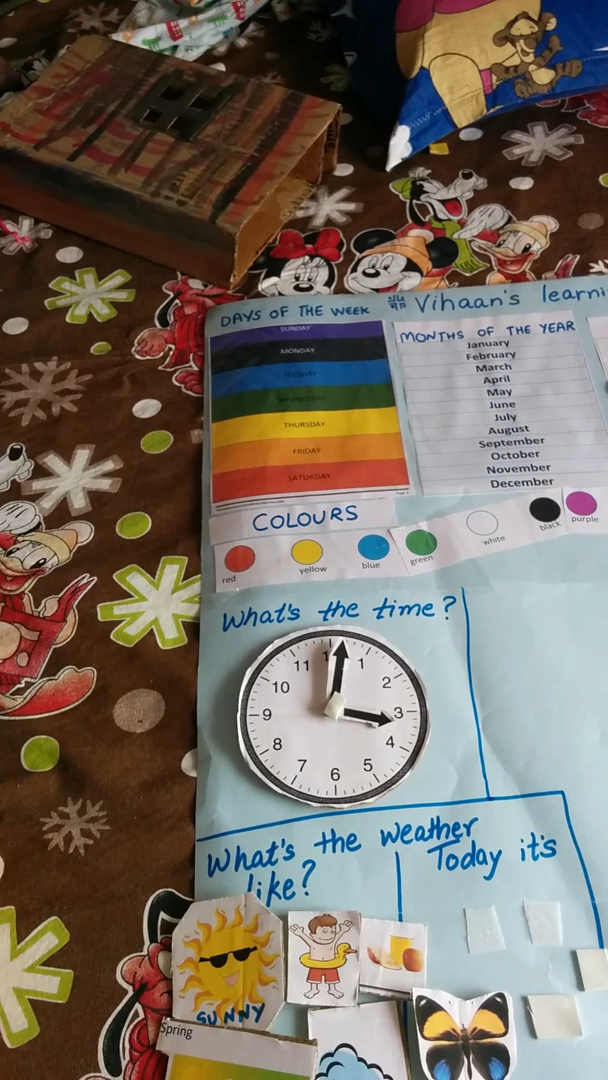 DAYS OF THE WEEK
Vihaan's learni
SUNDAY
MONDAY
TUESDAY
WEDNESDAY
THURSDAY
FRIDAY
SATURDAY
MONTHS OF THE YEAR
January
February
March
April
May
June
July
August
September
October
November
December
COLOURS
red
yellow
blue
green
white
black
purple
What's the time?
11
1
10
2
9
3
8
4
7
5
6
What's the weather
like?
Today it's
SUNNY
Spring